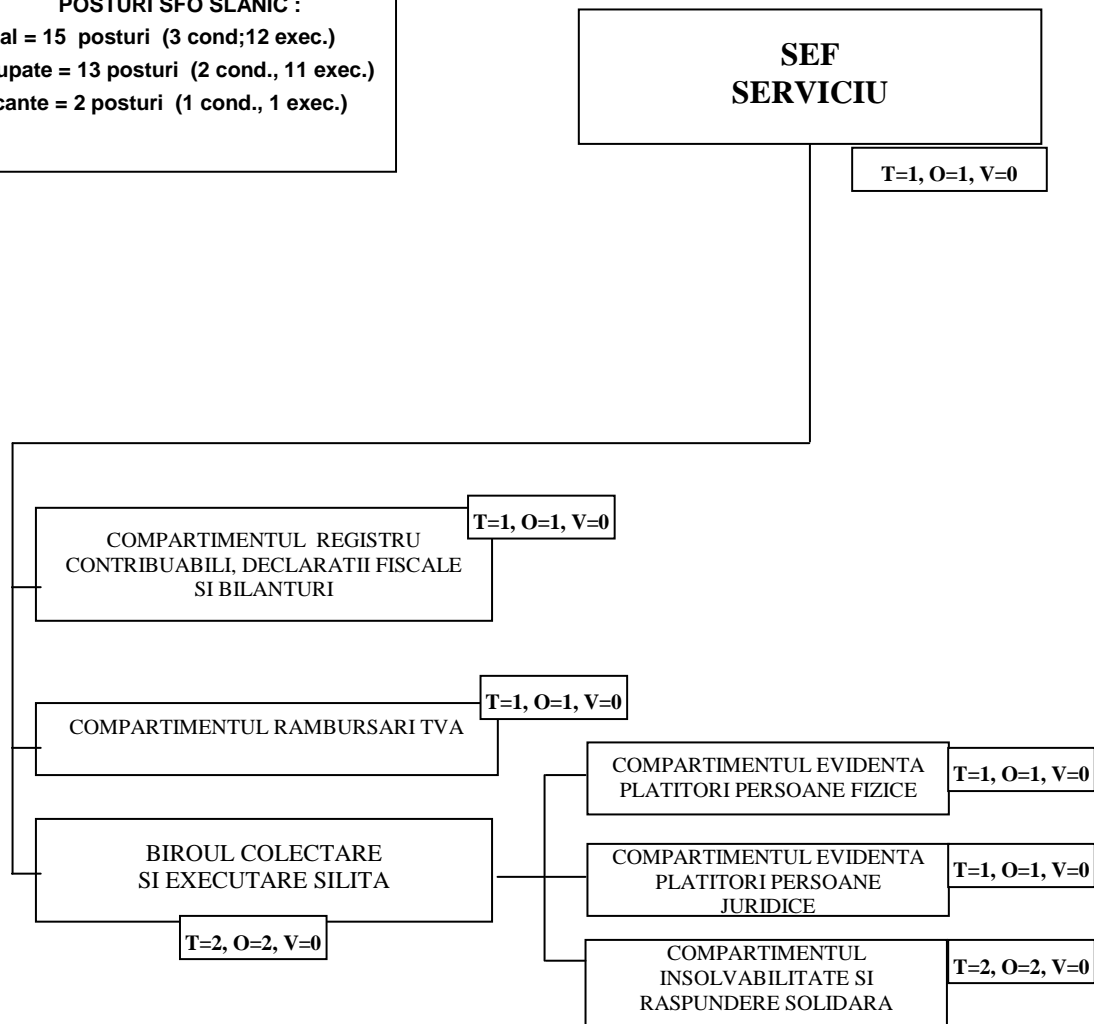 POSTURI SFO SLANIC :
= 15 posturi (3 cond;12 exec.)
= 13 posturi (2 cond., 11 exec.)
= 2 posturi (1 cond., 1 exec.)
SEF
SERVICIU
T=1, O=1, V=0
COMPARTIMENTUL REGISTRU
CONTRIBUABILI, DECLARATII FISCALE
SI BILANTURI
T=1, O=1, V=0
COMPARTIMENTUL RAMBURSARI TVA
T=1, O=1, V=0
BIROUL COLECTARE
SI EXECUTARE SILITA
T=2, O=2, V=0
COMPARTIMENTUL EVIDENTA
PLATITORI PERSOANE FIZICE
T=1, O=1, V=0
COMPARTIMENTUL EVIDENTA
PLATITORI PERSOANE
JURIDICE
T=1, O=1, V=0
COMPARTIMENTUL
INSOLVABILITATE SI
RASPUNDERE SOLIDARA
T=2, O=2, V=0